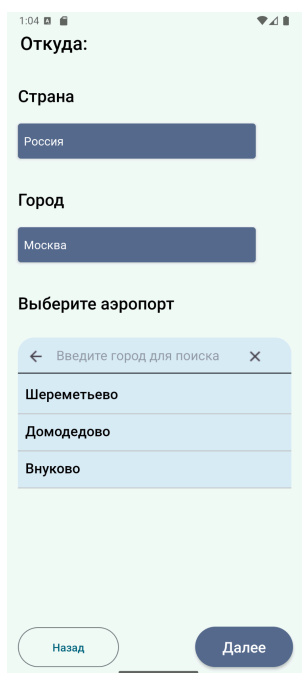 1:04
Откуда:
Страна
Россия
Город
Москва
Выберите аэропорт
Введите город для поиска
Шереметьево
Домодедово
Внуково
Назад
Далее